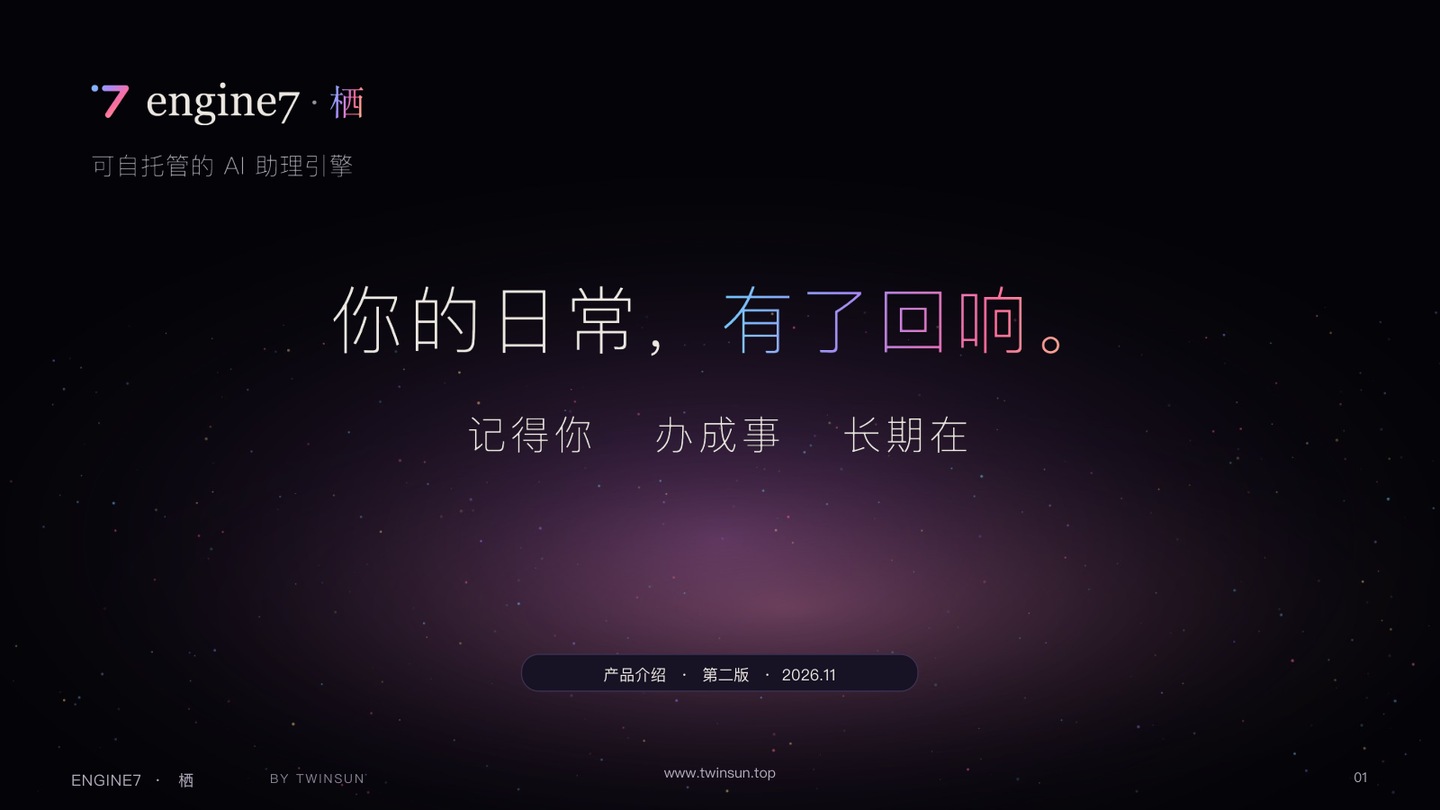 engine7 · 栖
可自托管的 AI 助理引擎
你的日常，有了回响。
记得你 办成事 长期在
产品介绍 · 第二版 · 2026.11
ENGINE7 · 栖 BY TWINSUN www.twinsun.top 01